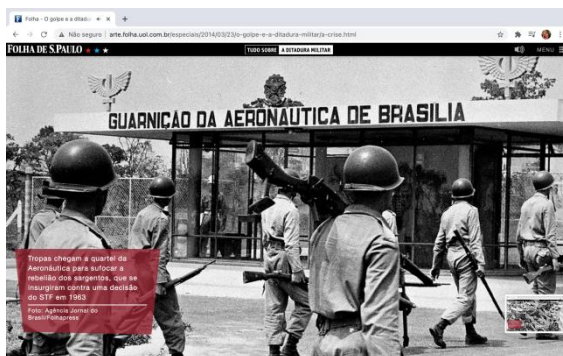 Folha - O golpe e a ditadur
Não seguro | arte.folha.uol.com.br/especiais/2014/03/23/o-golpe-e-a-ditadura-militar/a-crise.html
FOLHA DE S.PAULO
TUDO SOBRE A DITADURA MILITAR
MENU
GUARNIÇÃO DA AERONÁUTICA DE BRASILIA
Tropas chegam a quartel da
Aeronáutica para sufocar a
rebelião dos sargentos, que se
insurgiram contra uma decisão
do STF em 1963
Foto: Agência Jornal do
Brasil/Folhapress